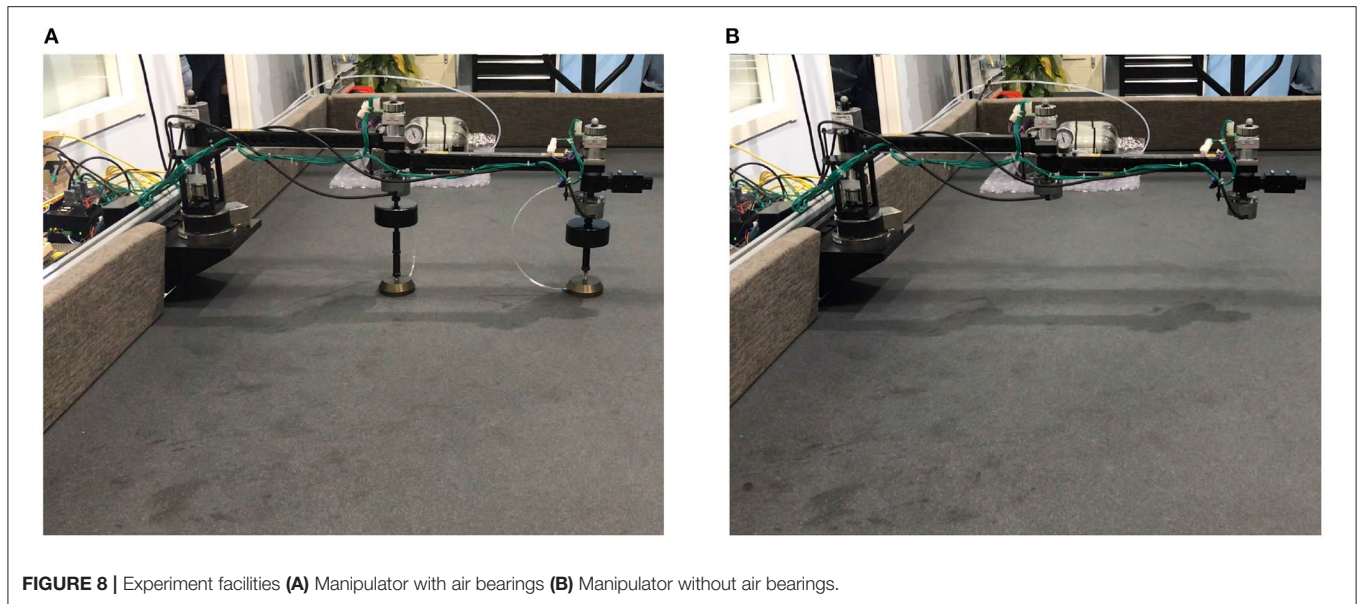 A
B
FIGURE 8 | Experiment facilities (A) Manipulator with air bearings (B) Manipulator without air bearings.